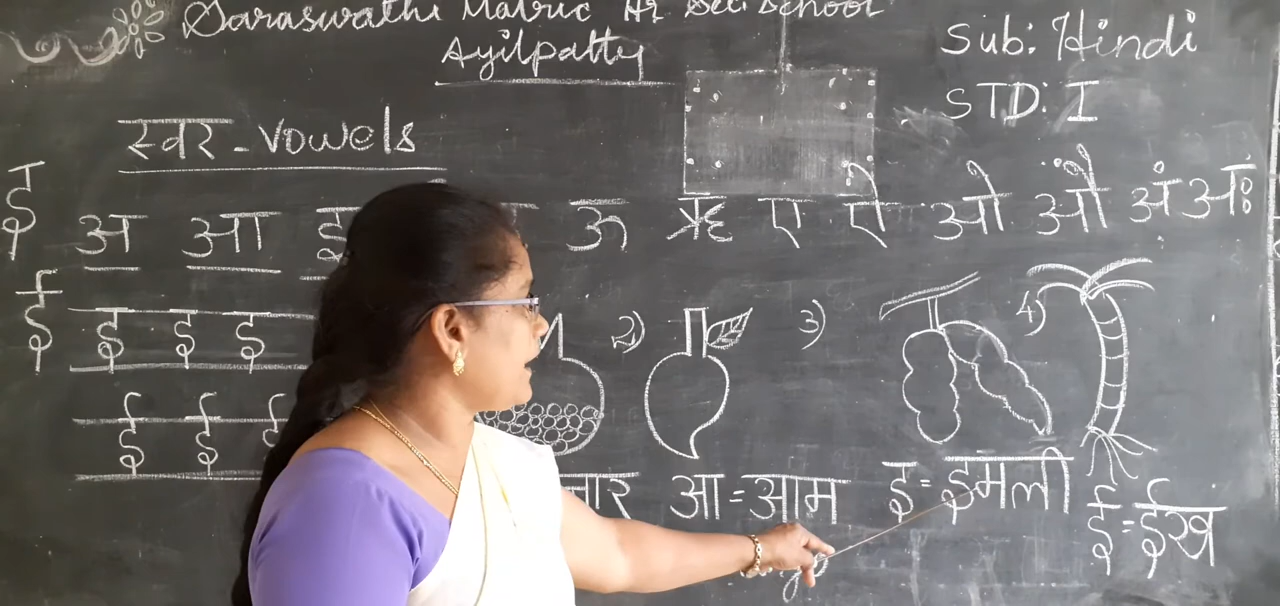 Saraswathi Matric Hr Sec School
Ayilpatty
Sub: Hindi
STD: I
स्वर - vowels
इ
अ आ इ ऊ ऋ ए ऐ ओ औ अं अः
ई
इ इ इ
ई ई ई
2) 3) 4)
नार आ = आम इ = इमली
ई = ईख